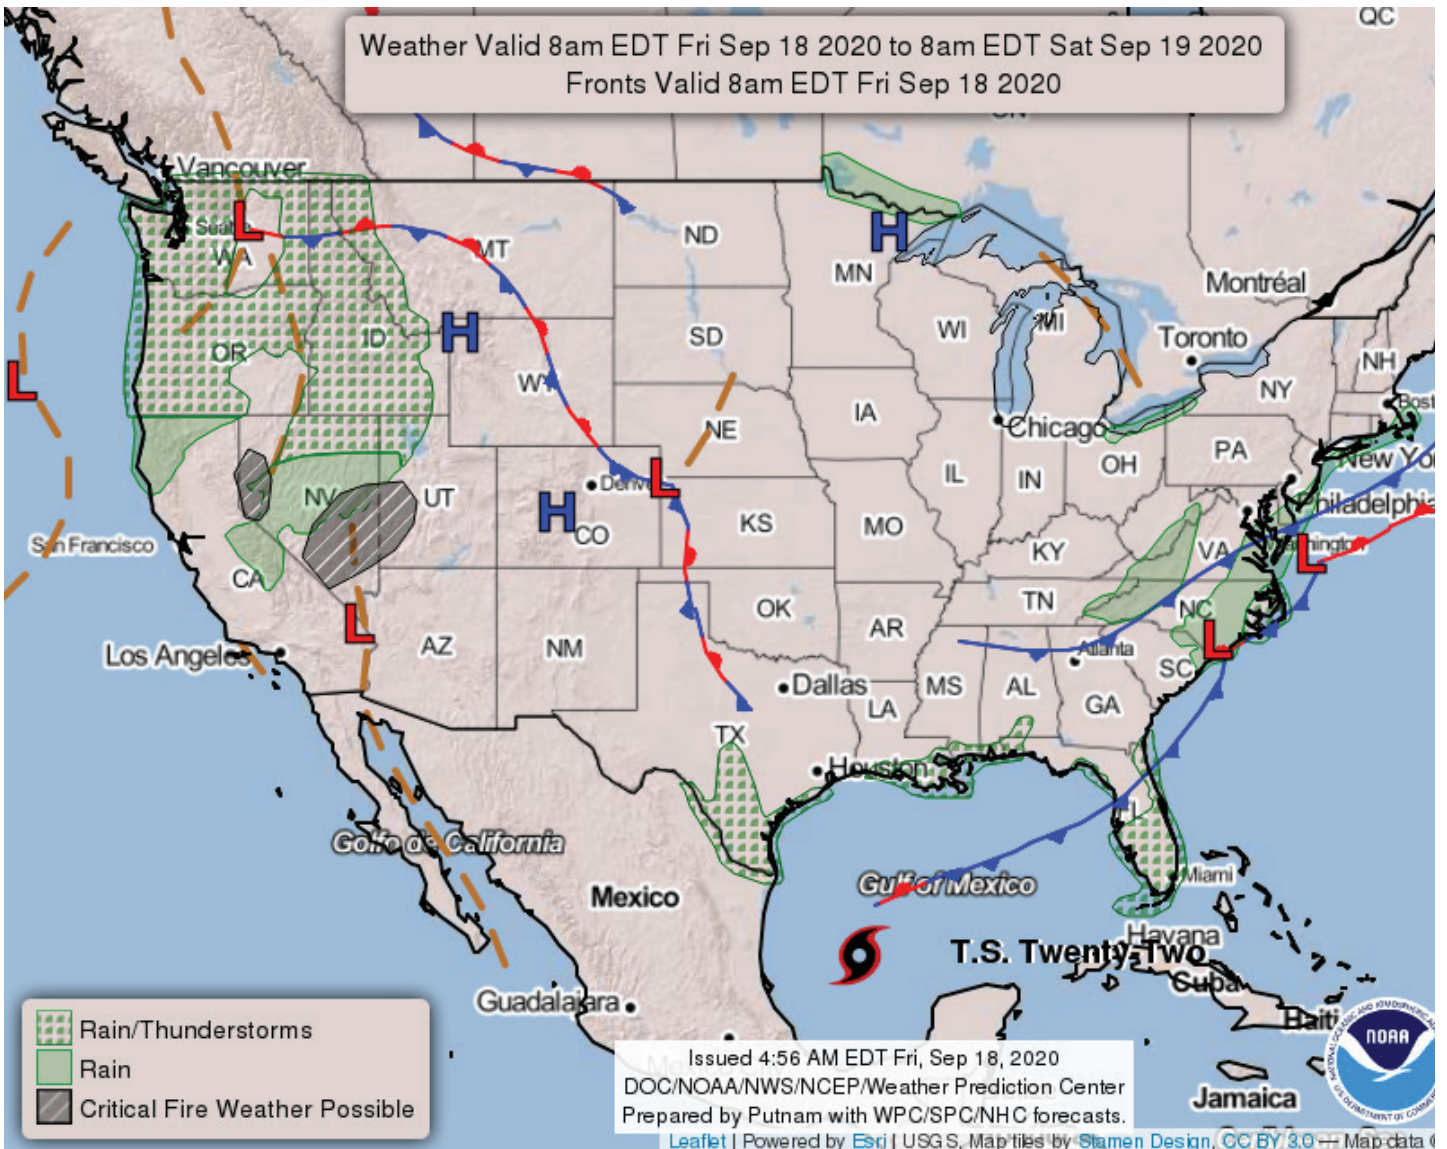 QC
Weather Valid 8am EDT Fri Sep 18 2020 to 8am EDT Sat Sep 19 2020
Fronts Valid 8am EDT Fri Sep 18 2020
Vancouver
L
WA
MT
ND
H
MN
Montréal
L
OR
ID
H
WY
SD
WI
MI
Toronto
NH
NE
IA
NY
Chicago
PA
New Yo
IL
IN
OH
NV
UT
L
H
CO
KS
MO
KY
VA
Philadelphia
San Francisco
CA
L
L
Los Angeles
AZ
NM
OK
AR
TN
NC
L
Atlanta
SC
Dallas
LA
MS
AL
GA
TX
Houston
FL
Golfo de California
Gulf of Mexico
Miami
Mexico
T.S. Twenty-Two
Havana
Cuba
Guadalajara
Haiti
NOAA
Jamaica
Rain/Thunderstorms
Rain
Critical Fire Weather Possible
Issued 4:56 AM EDT Fri, Sep 18, 2020
DOC/NOAA/NWS/NCEP/Weather Prediction Center
Prepared by Putnam with WPC/SPC/NHC forecasts.
Leaflet | Powered by Esri | USGS, Map tiles by Stamen Design, CC BY 3.0 — Map data ©